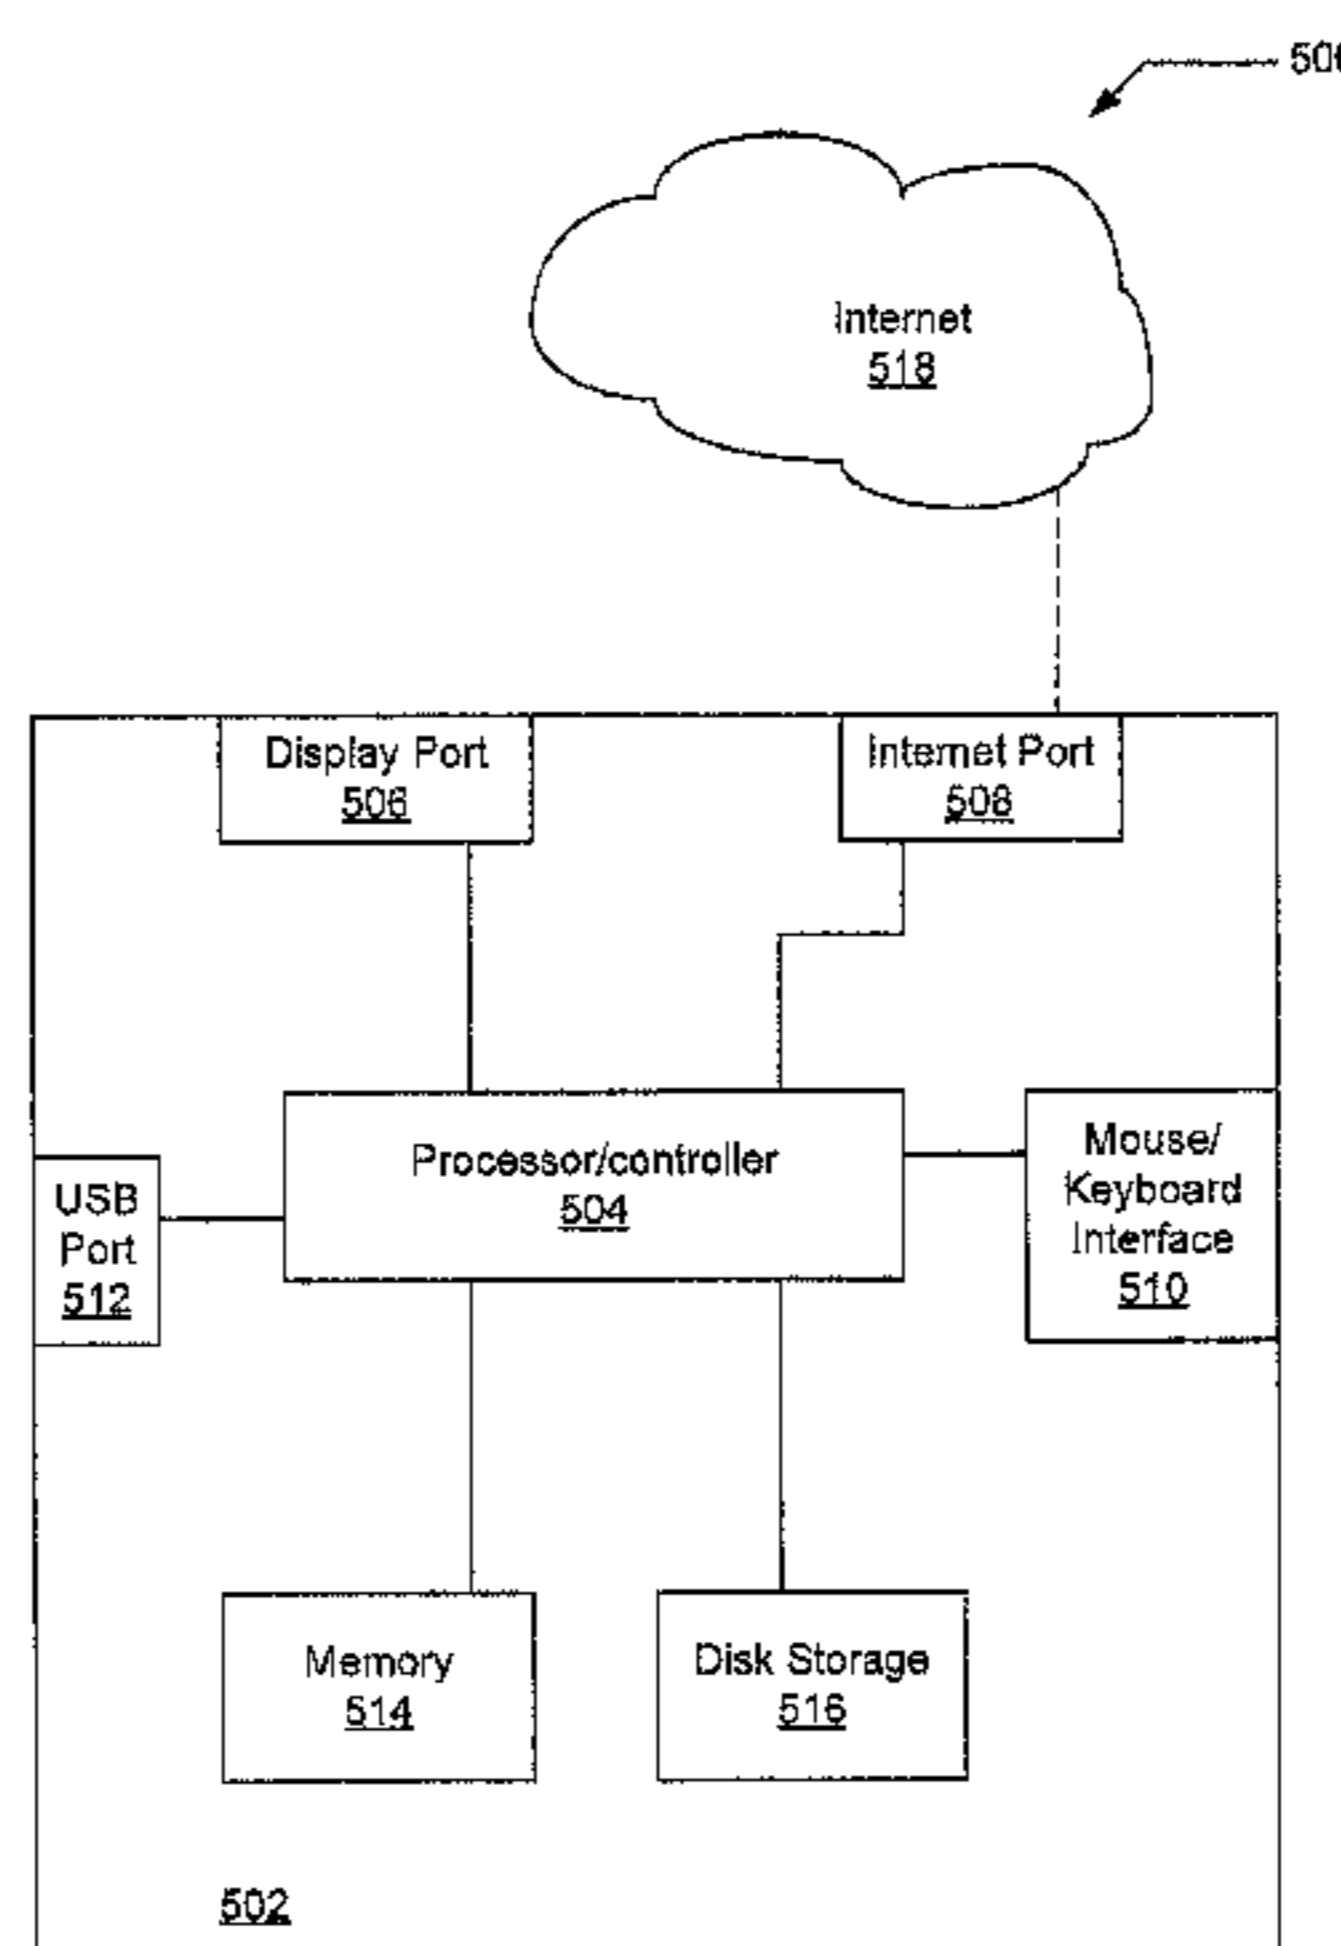 500
Internet
518
Display Port
506
Internet Port
508
Processor/controller
504
Mouse/
Keyboard
Interface
510
USB
Port
512
Memory
514
Disk Storage
516
502